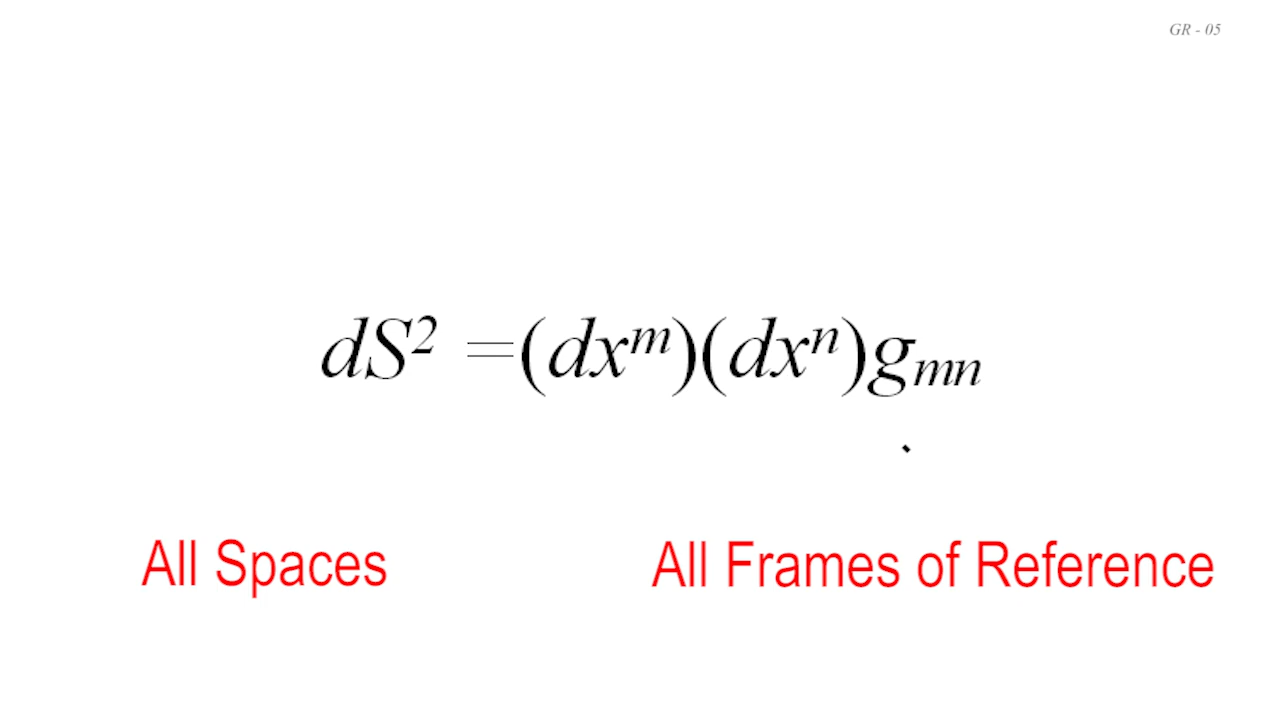 GR - 05
dS² =(dxᵐ)(dxⁿ)gₘₙ
All Spaces
All Frames of Reference